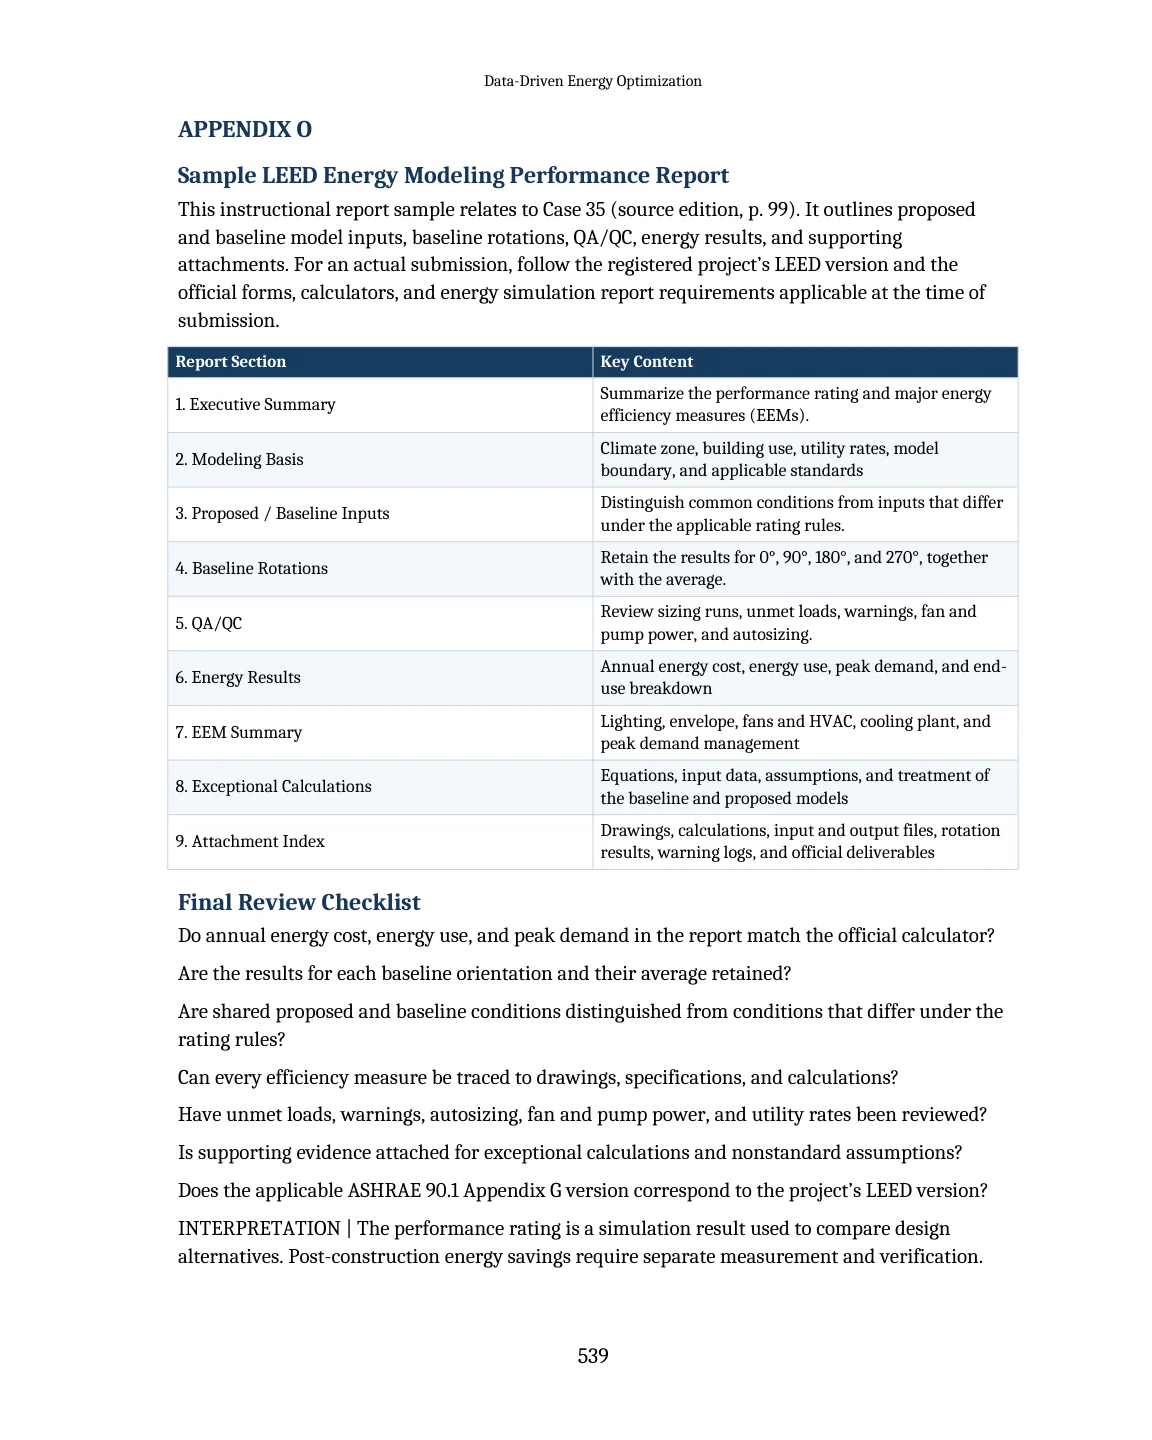 Data-Driven Energy Optimization
APPENDIX O
Sample LEED Energy Modeling Performance Report
This instructional report sample relates to Case 35 (source edition, p. 99). It outlines proposed
and baseline model inputs, baseline rotations, QA/QC, energy results, and supporting
attachments. For an actual submission, follow the registered project’s LEED version and the
official forms, calculators, and energy simulation report requirements applicable at the time of
submission.
Report Section
Key Content
1. Executive Summary
Summarize the performance rating and major energy
efficiency measures (EEMs).
2. Modeling Basis
Climate zone, building use, utility rates, model
boundary, and applicable standards
3. Proposed / Baseline Inputs
Distinguish common conditions from inputs that differ
under the applicable rating rules.
4. Baseline Rotations
Retain the results for 0°, 90°, 180°, and 270°, together
with the average.
5. QA/QC
Review sizing runs, unmet loads, warnings, fan and
pump power, and autosizing.
6. Energy Results
Annual energy cost, energy use, peak demand, and end-
use breakdown
7. EEM Summary
Lighting, envelope, fans and HVAC, cooling plant, and
peak demand management
8. Exceptional Calculations
Equations, input data, assumptions, and treatment of
the baseline and proposed models
9. Attachment Index
Drawings, calculations, input and output files, rotation
results, warning logs, and official deliverables
Final Review Checklist
Do annual energy cost, energy use, and peak demand in the report match the official calculator?
Are the results for each baseline orientation and their average retained?
Are shared proposed and baseline conditions distinguished from conditions that differ under the
rating rules?
Can every efficiency measure be traced to drawings, specifications, and calculations?
Have unmet loads, warnings, autosizing, fan and pump power, and utility rates been reviewed?
Is supporting evidence attached for exceptional calculations and nonstandard assumptions?
Does the applicable ASHRAE 90.1 Appendix G version correspond to the project’s LEED version?
INTERPRETATION | The performance rating is a simulation result used to compare design
alternatives. Post-construction energy savings require separate measurement and verification.
539